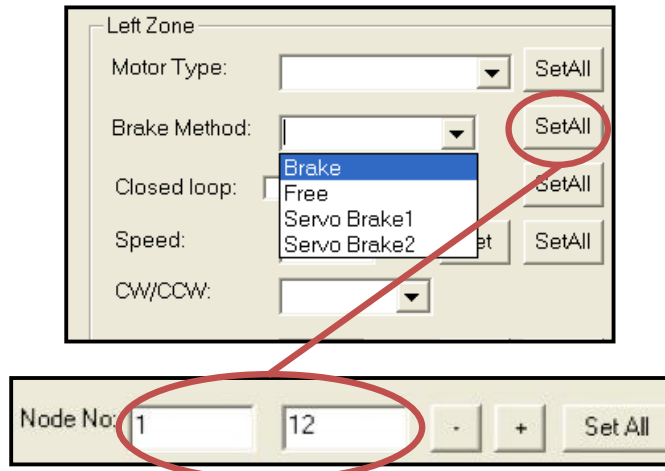 Left Zone
Motor Type: SetAll
Brake Method: SetAll
Brake
Closed loop: SetAll
Free
Servo Brake1
Speed: SetAll
Servo Brake2
CW/CCW:
Node No: 1 12 - + Set All